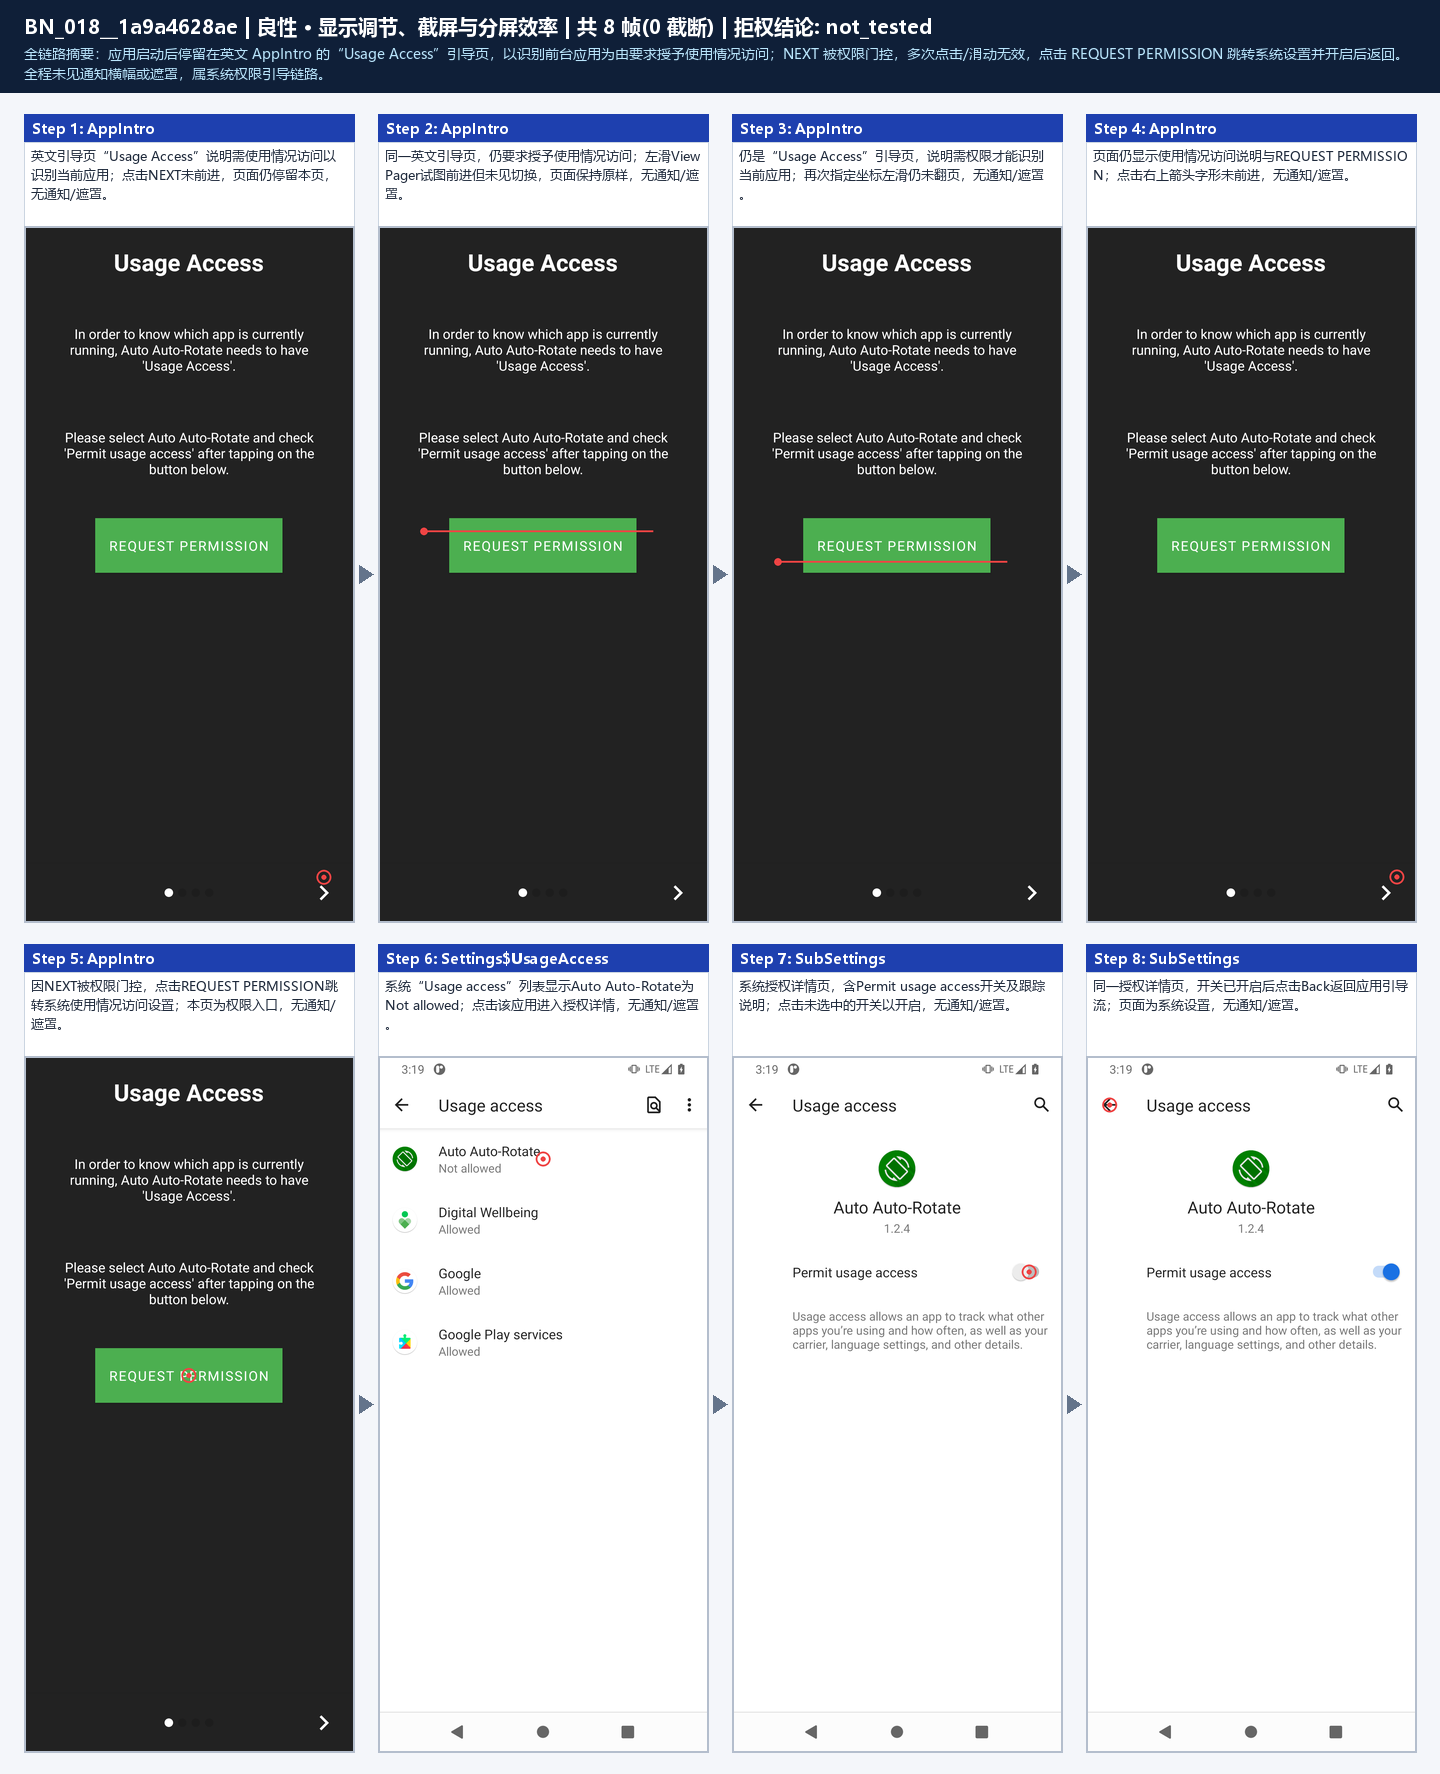 BN_018__1a9a4628ae | 良性 • 显示调节、截屏与分屏效率 | 共 8 帧(0 截断) | 拒权结论: not_tested
全链路摘要：应用启动后停留在英文 AppIntro 的“Usage Access”引导页，以识别前台应用为由要求授予使用情况访问；NEXT 被权限门控，多次点击/滑动无效，点击 REQUEST PERMISSION 跳转系统设置并开启后返回。
全程未见通知横幅或遮罩，属系统权限引导链路。
Step 1: AppIntro
英文引导页“Usage Access”说明需使用情况访问以
识别当前应用；点击NEXT未前进，页面仍停留本页，
无通知/遮罩。
Usage Access
In order to know which app is currently
running, Auto Auto-Rotate needs to have
'Usage Access'.
Please select Auto Auto-Rotate and check
'Permit usage access' after tapping on the
button below.
REQUEST PERMISSION
Step 2: AppIntro
同一英文引导页，仍要求授予使用情况访问；左滑View
Pager试图前进但未见切换，页面保持原样，无通知/遮
罩。
Usage Access
In order to know which app is currently
running, Auto Auto-Rotate needs to have
'Usage Access'.
Please select Auto Auto-Rotate and check
'Permit usage access' after tapping on the
button below.
REQUEST PERMISSION
Step 3: AppIntro
仍是“Usage Access”引导页，说明需权限才能识别
当前应用；再次指定坐标左滑仍未翻页，无通知/遮罩
。
Usage Access
In order to know which app is currently
running, Auto Auto-Rotate needs to have
'Usage Access'.
Please select Auto Auto-Rotate and check
'Permit usage access' after tapping on the
button below.
REQUEST PERMISSION
Step 4: AppIntro
页面仍显示使用情况访问说明与REQUEST PERMISSIO
N；点击右上箭头字形未前进，无通知/遮罩。
Usage Access
In order to know which app is currently
running, Auto Auto-Rotate needs to have
'Usage Access'.
Please select Auto Auto-Rotate and check
'Permit usage access' after tapping on the
button below.
REQUEST PERMISSION
Step 5: AppIntro
因NEXT被权限门控，点击REQUEST PERMISSION跳
转系统使用情况访问设置；本页为权限入口，无通知/
遮罩。
Usage Access
In order to know which app is currently
running, Auto Auto-Rotate needs to have
'Usage Access'.
Please select Auto Auto-Rotate and check
'Permit usage access' after tapping on the
button below.
REQUEST PERMISSION
Step 6: Settings$UsageAccess
系统“Usage access”列表显示Auto Auto-Rotate为
Not allowed；点击该应用进入授权详情，无通知/遮罩
。
3:19
LTE
Usage access
Auto Auto-Rotate
Not allowed
Digital Wellbeing
Allowed
Google
Allowed
Google Play services
Allowed
Step 7: SubSettings
系统授权详情页，含Permit usage access开关及跟踪
说明；点击未选中的开关以开启，无通知/遮罩。
3:19
LTE
Usage access
Auto Auto-Rotate
1.2.4
Permit usage access
Usage access allows an app to track what other
apps you're using and how often, as well as your
carrier, language settings, and other details.
Step 8: SubSettings
同一授权详情页，开关已开启后点击Back返回应用引导
流；页面为系统设置，无通知/遮罩。
3:19
LTE
Usage access
Auto Auto-Rotate
1.2.4
Permit usage access
Usage access allows an app to track what other
apps you're using and how often, as well as your
carrier, language settings, and other details.